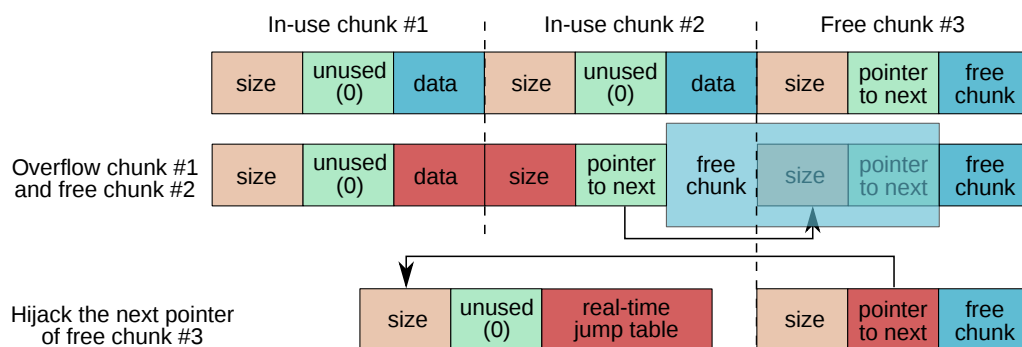 In-use chunk #1 In-use chunk #2 Free chunk #3
size unused (0) data size unused (0) data size pointer to next free chunk
Overflow chunk #1 and free chunk #2
size unused (0) data size pointer to next free chunk size pointer to next free chunk
Hijack the next pointer of free chunk #3
size unused (0) real-time jump table size pointer to next free chunk